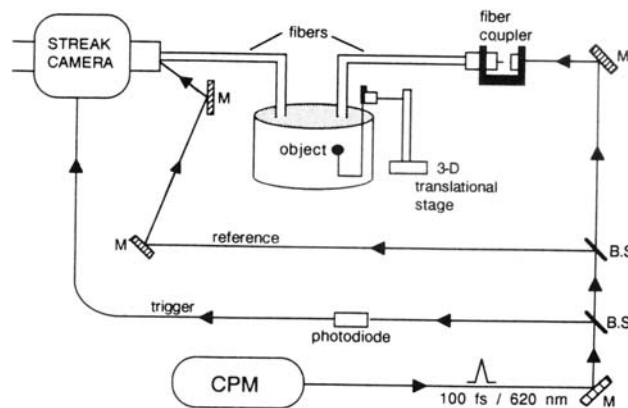 STREAK
CAMERA
fibers
fiber
coupler
M
M
object
3-D
translational
stage
M
reference
B.S
trigger
photodiode
B.S
CPM
100 fs / 620 nm
M